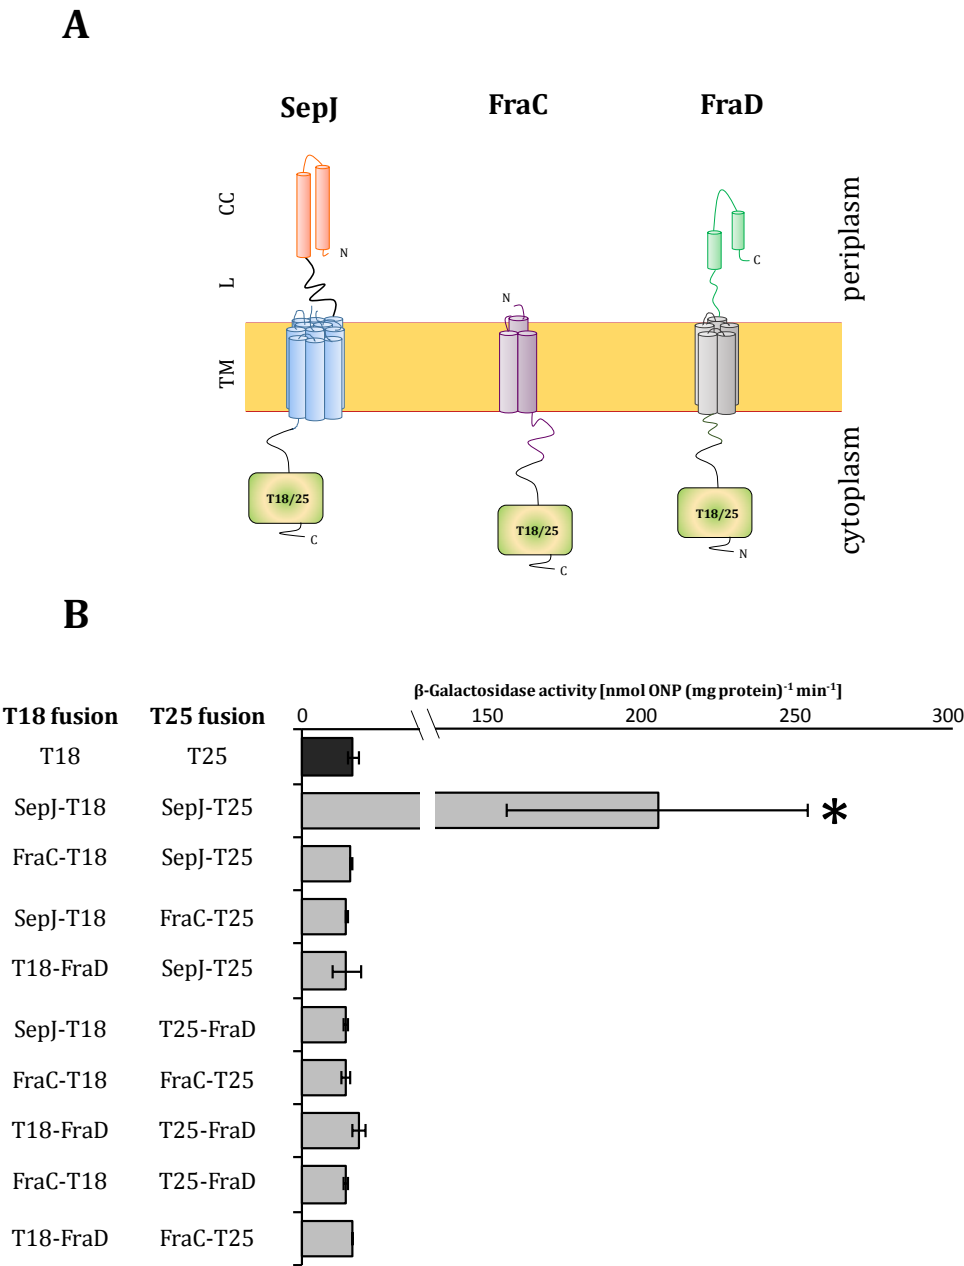 A
SepJ FraC FraD
CC
L
TM
periplasm
cytoplasm
N
N
C
T18/25
C
T18/25
C
T18/25
N
B
β-Galactosidase activity [nmol ONP (mg protein)⁻¹ min⁻¹]
T18 fusion T25 fusion 0 150 200 250 300
T18 T25
SepJ-T18 SepJ-T25 *
FraC-T18 SepJ-T25
SepJ-T18 FraC-T25
T18-FraD SepJ-T25
SepJ-T18 T25-FraD
FraC-T18 FraC-T25
T18-FraD T25-FraD
FraC-T18 T25-FraD
T18-FraD FraC-T25